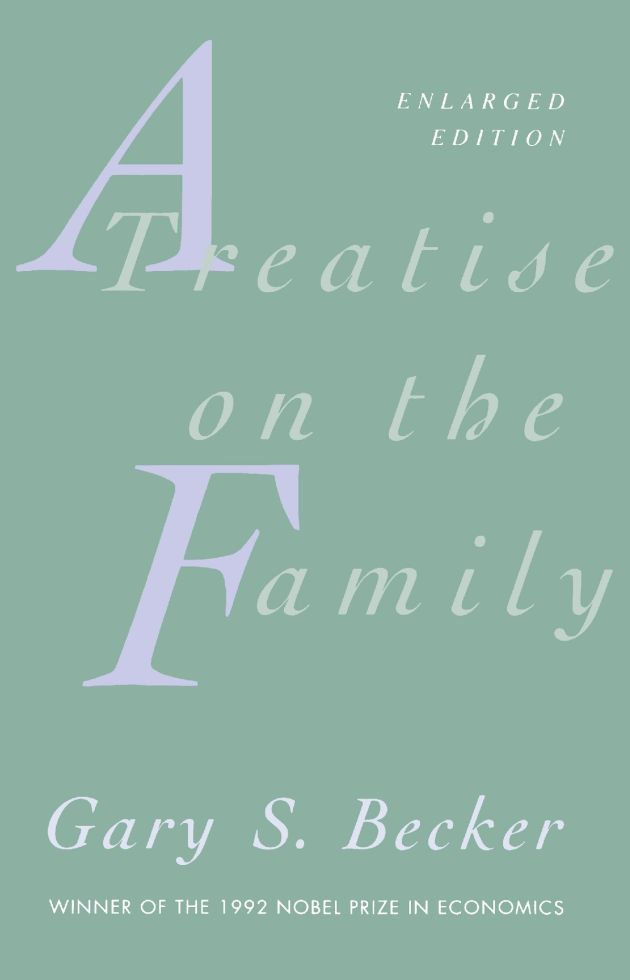 ENLARGED
EDITION
A
Treatise
on the
Family
Gary S. Becker
WINNER OF THE 1992 NOBEL PRIZE IN ECONOMICS